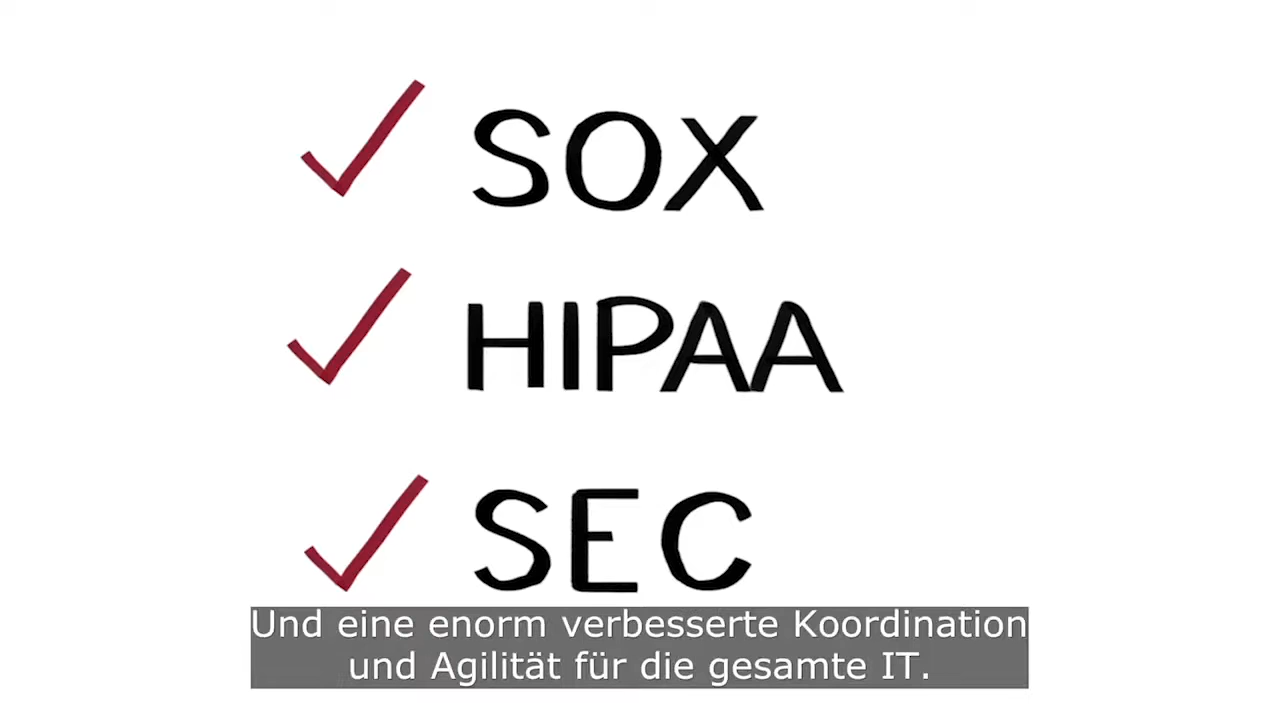 SOX
HIPAA
SEC
Und eine enorm verbesserte Koordination
und Agilität für die gesamte IT.